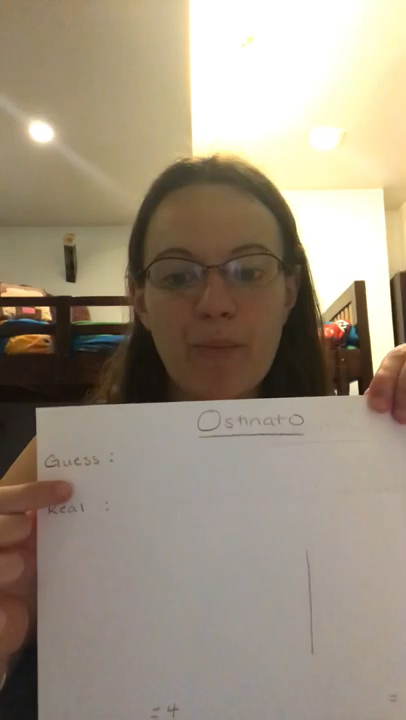 Ostinato
Guess :
Real :
= 4
=